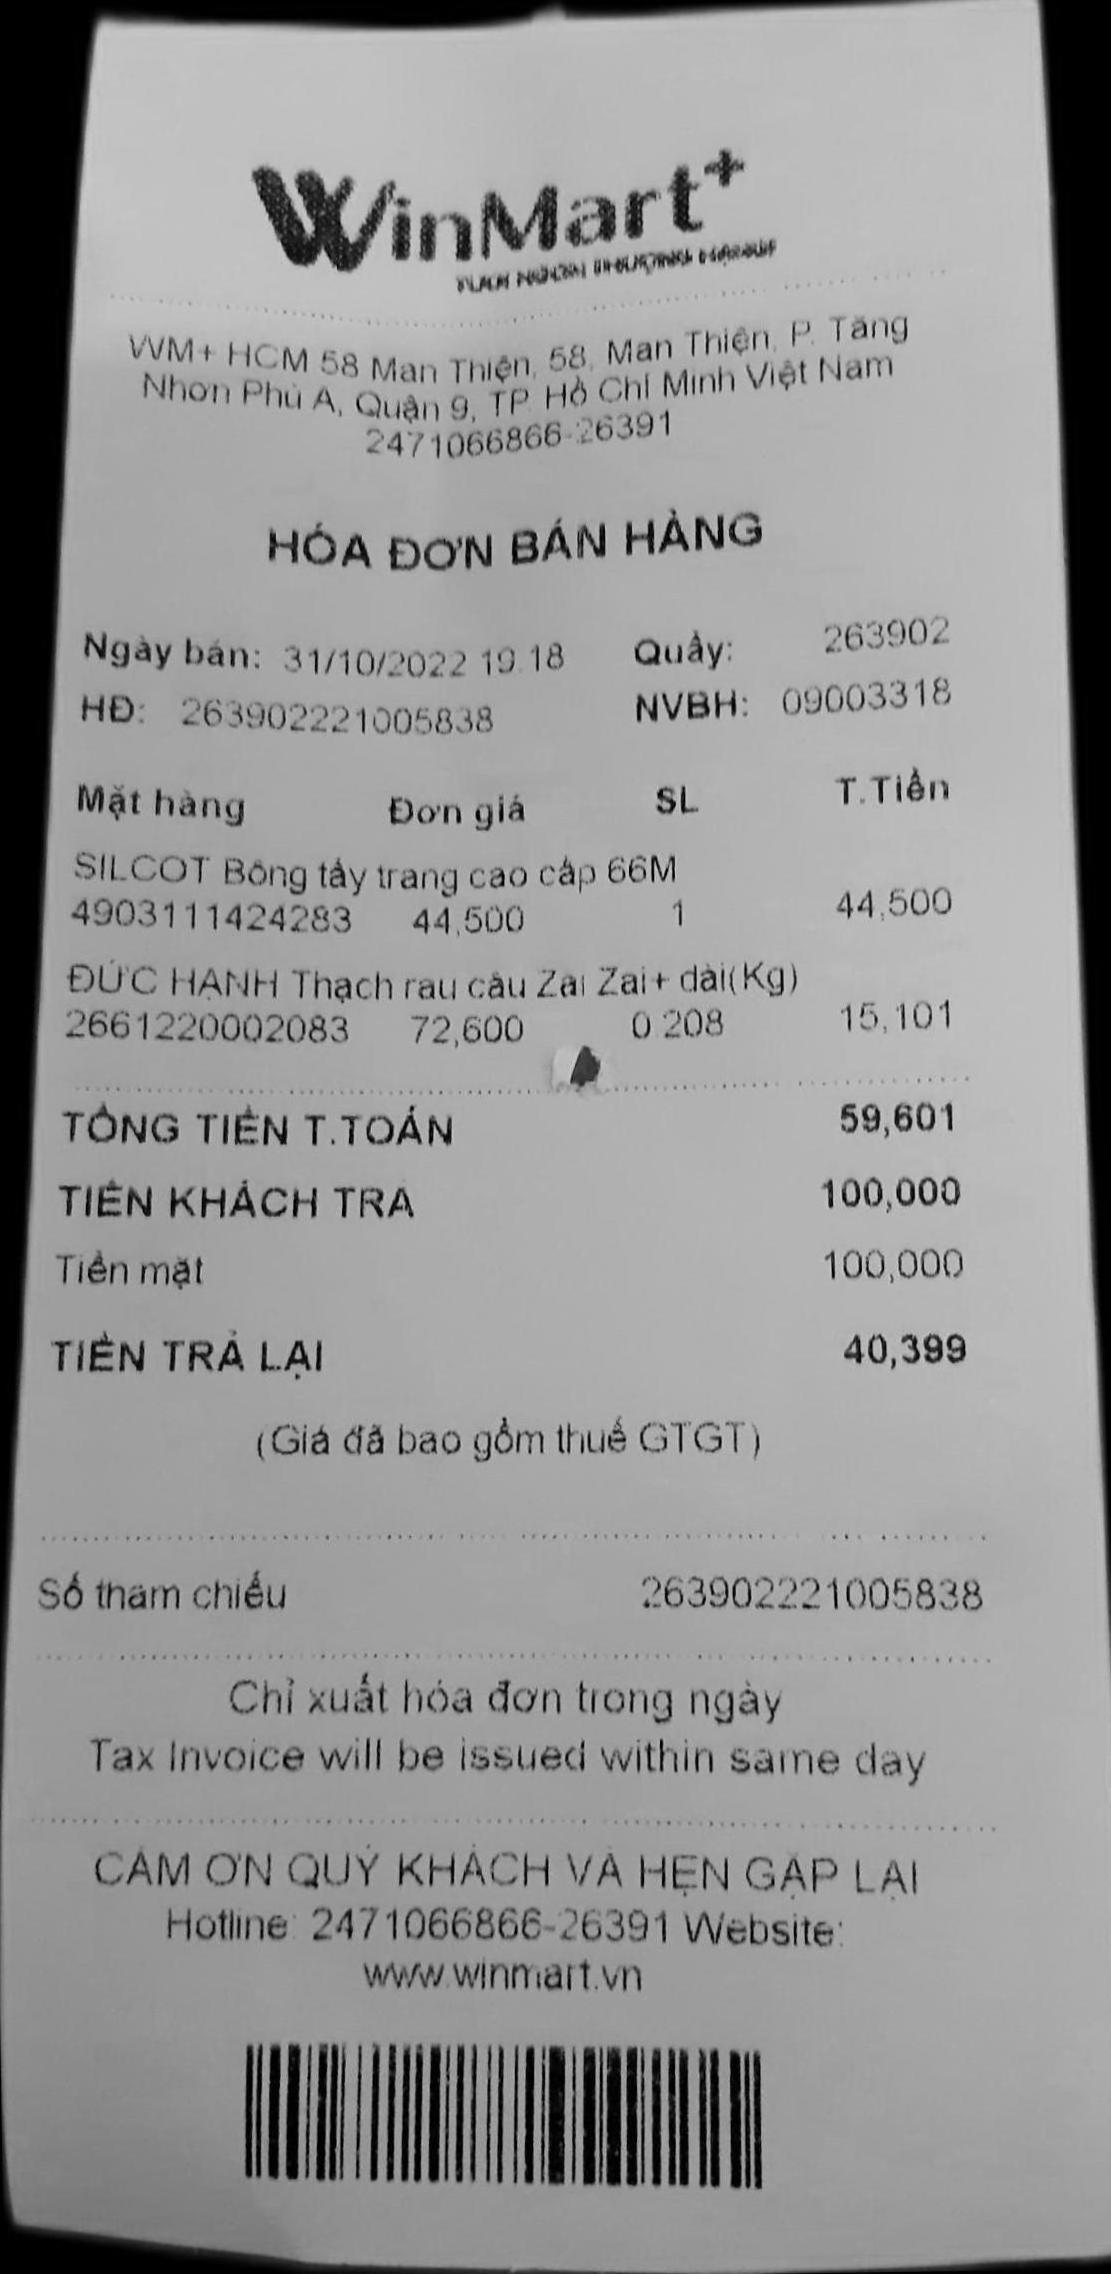 WinMart+
VVM+ HCM 58 Man Thiện, 58, Man Thiện, P. Tăng
Nhơn Phú A, Quận 9, TP. Hồ Chí Minh Việt Nam
2471066866-26391
HÓA ĐƠN BÁN HÀNG
Ngày bán: 31/10/2022 19:18 Quầy: 263902
HĐ: 263902221005838 NVBH: 09003318
Mặt hàng Đơn giá SL T.Tiền
SILCOT Bông tẩy trang cao cấp 66M
4903111424283 44,500 1 44,500
ĐỨC HẠNH Thạch rau câu Zai Zai+ dài(Kg)
2661220002083 72,600 0.208 15,101
TỔNG TIỀN T.TOÁN 59,601
TIỀN KHÁCH TRẢ 100,000
Tiền mặt 100,000
TIỀN TRẢ LẠI 40,399
(Giá đã bao gồm thuế GTGT)
Số tham chiếu 263902221005838
Chỉ xuất hóa đơn trong ngày
Tax Invoice will be issued within same day
CẢM ƠN QUÝ KHÁCH VÀ HẸN GẶP LẠI
Hotline: 2471066866-26391 Website:
www.winmart.vn